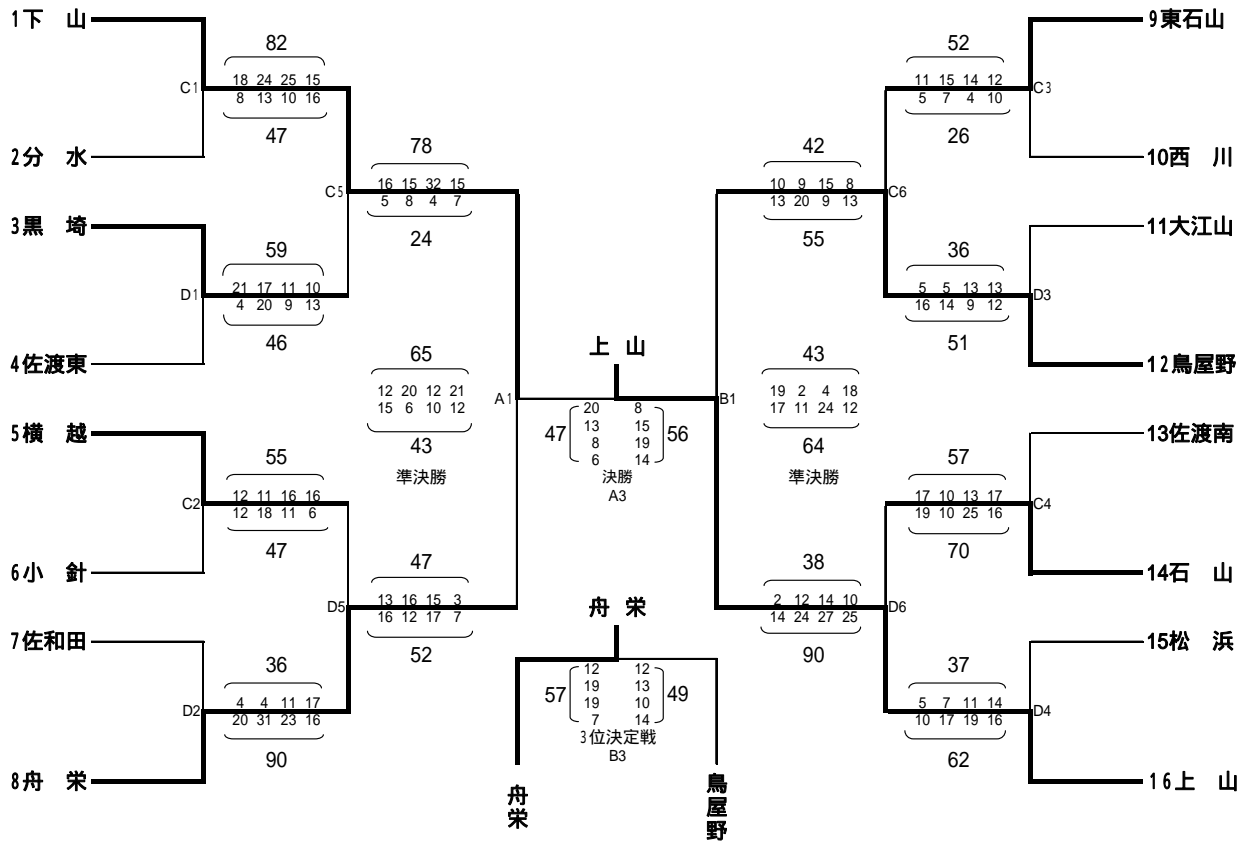 1下　山
2分　水
3黒　埼
4佐渡東
5横　越
6小　針
7佐和田
8舟　栄
C1
82
18 24 25 15
8 13 10 16
47
D1
59
21 17 11 10
4 20 9 13
46
C2
55
12 11 16 16
12 18 11 6
47
D2
36
4 4 11 17
20 31 23 16
90
C5
78
16 15 32 15
5 8 4 7
24
D5
47
13 16 15 3
16 12 17 7
52
65
12 20 12 21
15 6 10 12
43
準決勝
A1
上　山
47
20 8
13 15
8 19
6 14
56
決勝
A3
舟　栄
57
12 12
19 13
19 10
7 14
49
3位決定戦
B3
舟栄
鳥屋野
B1
43
19 2 4 18
17 11 24 12
64
準決勝
42
10 9 15 8
13 20 9 13
55
C6
38
2 12 14 10
14 24 27 25
90
D6
52
11 15 14 12
5 7 4 10
26
C3
36
5 5 13 13
16 14 9 12
51
D3
57
17 10 13 17
19 10 25 16
70
C4
37
5 7 11 14
10 17 19 16
62
D4
9東石山
10西　川
11大江山
12鳥屋野
13佐渡南
14石　山
15松　浜
16上　山